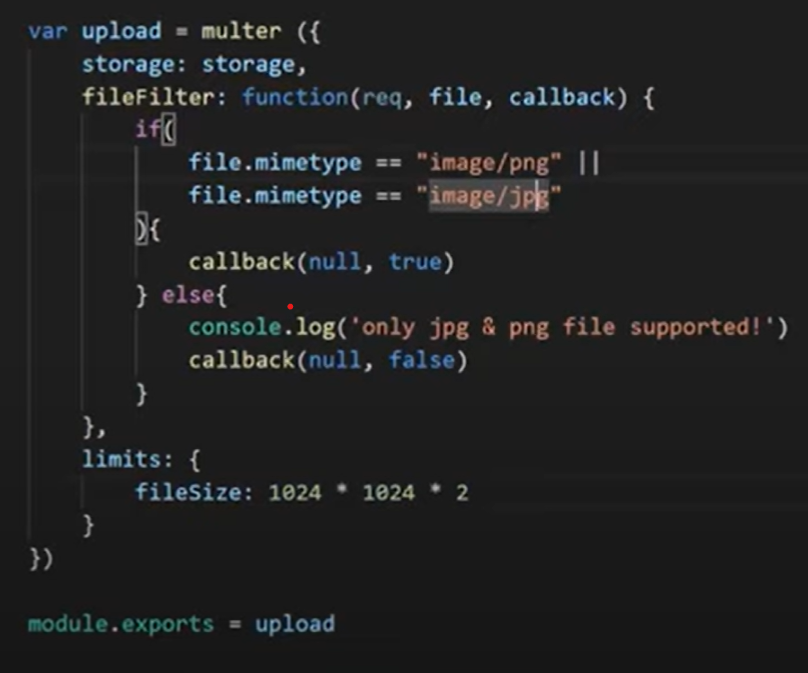 var upload = multer ({
    storage: storage,
    fileFilter: function(req, file, callback) {
        if(
            file.mimetype == "image/png" ||
            file.mimetype == "image/jpg"
        ){
            callback(null, true)
        } else{
            console.log('only jpg & png file supported!')
            callback(null, false)
        }
    },
    limits: {
        fileSize: 1024 * 1024 * 2
    }
})

module.exports = upload